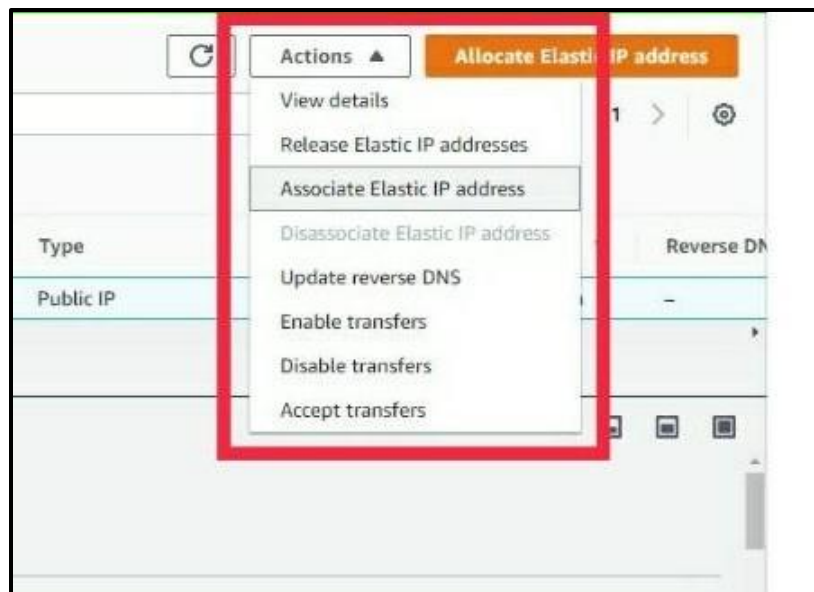 Actions ▲
Allocate Elastic IP address
View details
1
Release Elastic IP addresses
Associate Elastic IP address
Disassociate Elastic IP address
Type
Reverse DN
Update reverse DNS
Public IP
–
Enable transfers
Disable transfers
Accept transfers